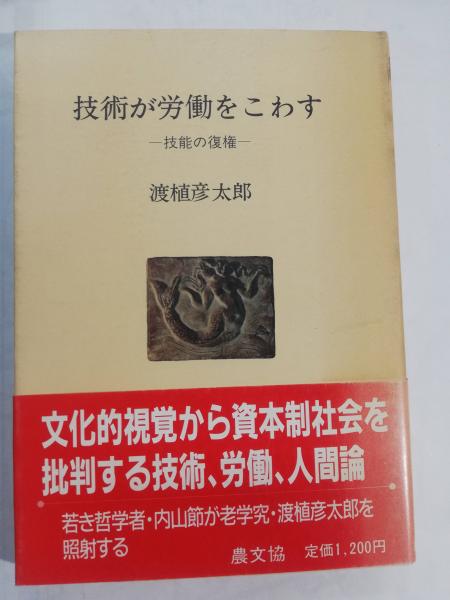 技術が労働をこわす
―技能の復権―
渡植彦太郎
文化的視覚から資本制社会を
批判する技術、労働、人間論
若き哲学者・内山節が老学究・渡植彦太郎を
照射する
農文協 定価1,200円